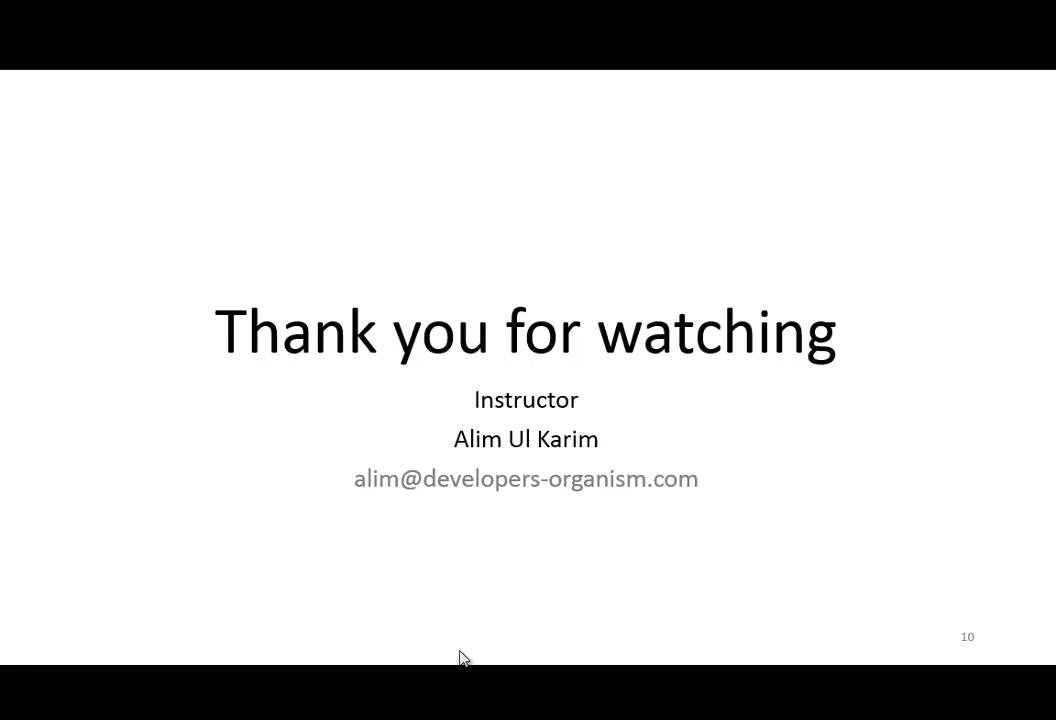 Thank you for watching
Instructor
Alim Ul Karim
alim@developers-organism.com
10